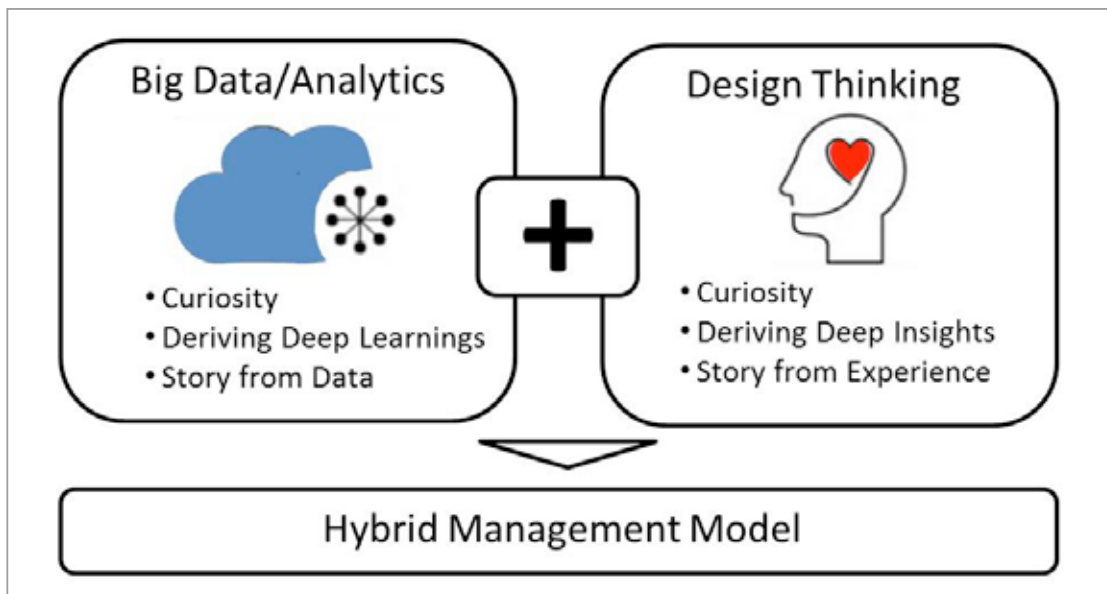 Big Data/Analytics
• Curiosity
• Deriving Deep Learnings
• Story from Data
+
Design Thinking
• Curiosity
• Deriving Deep Insights
• Story from Experience
Hybrid Management Model